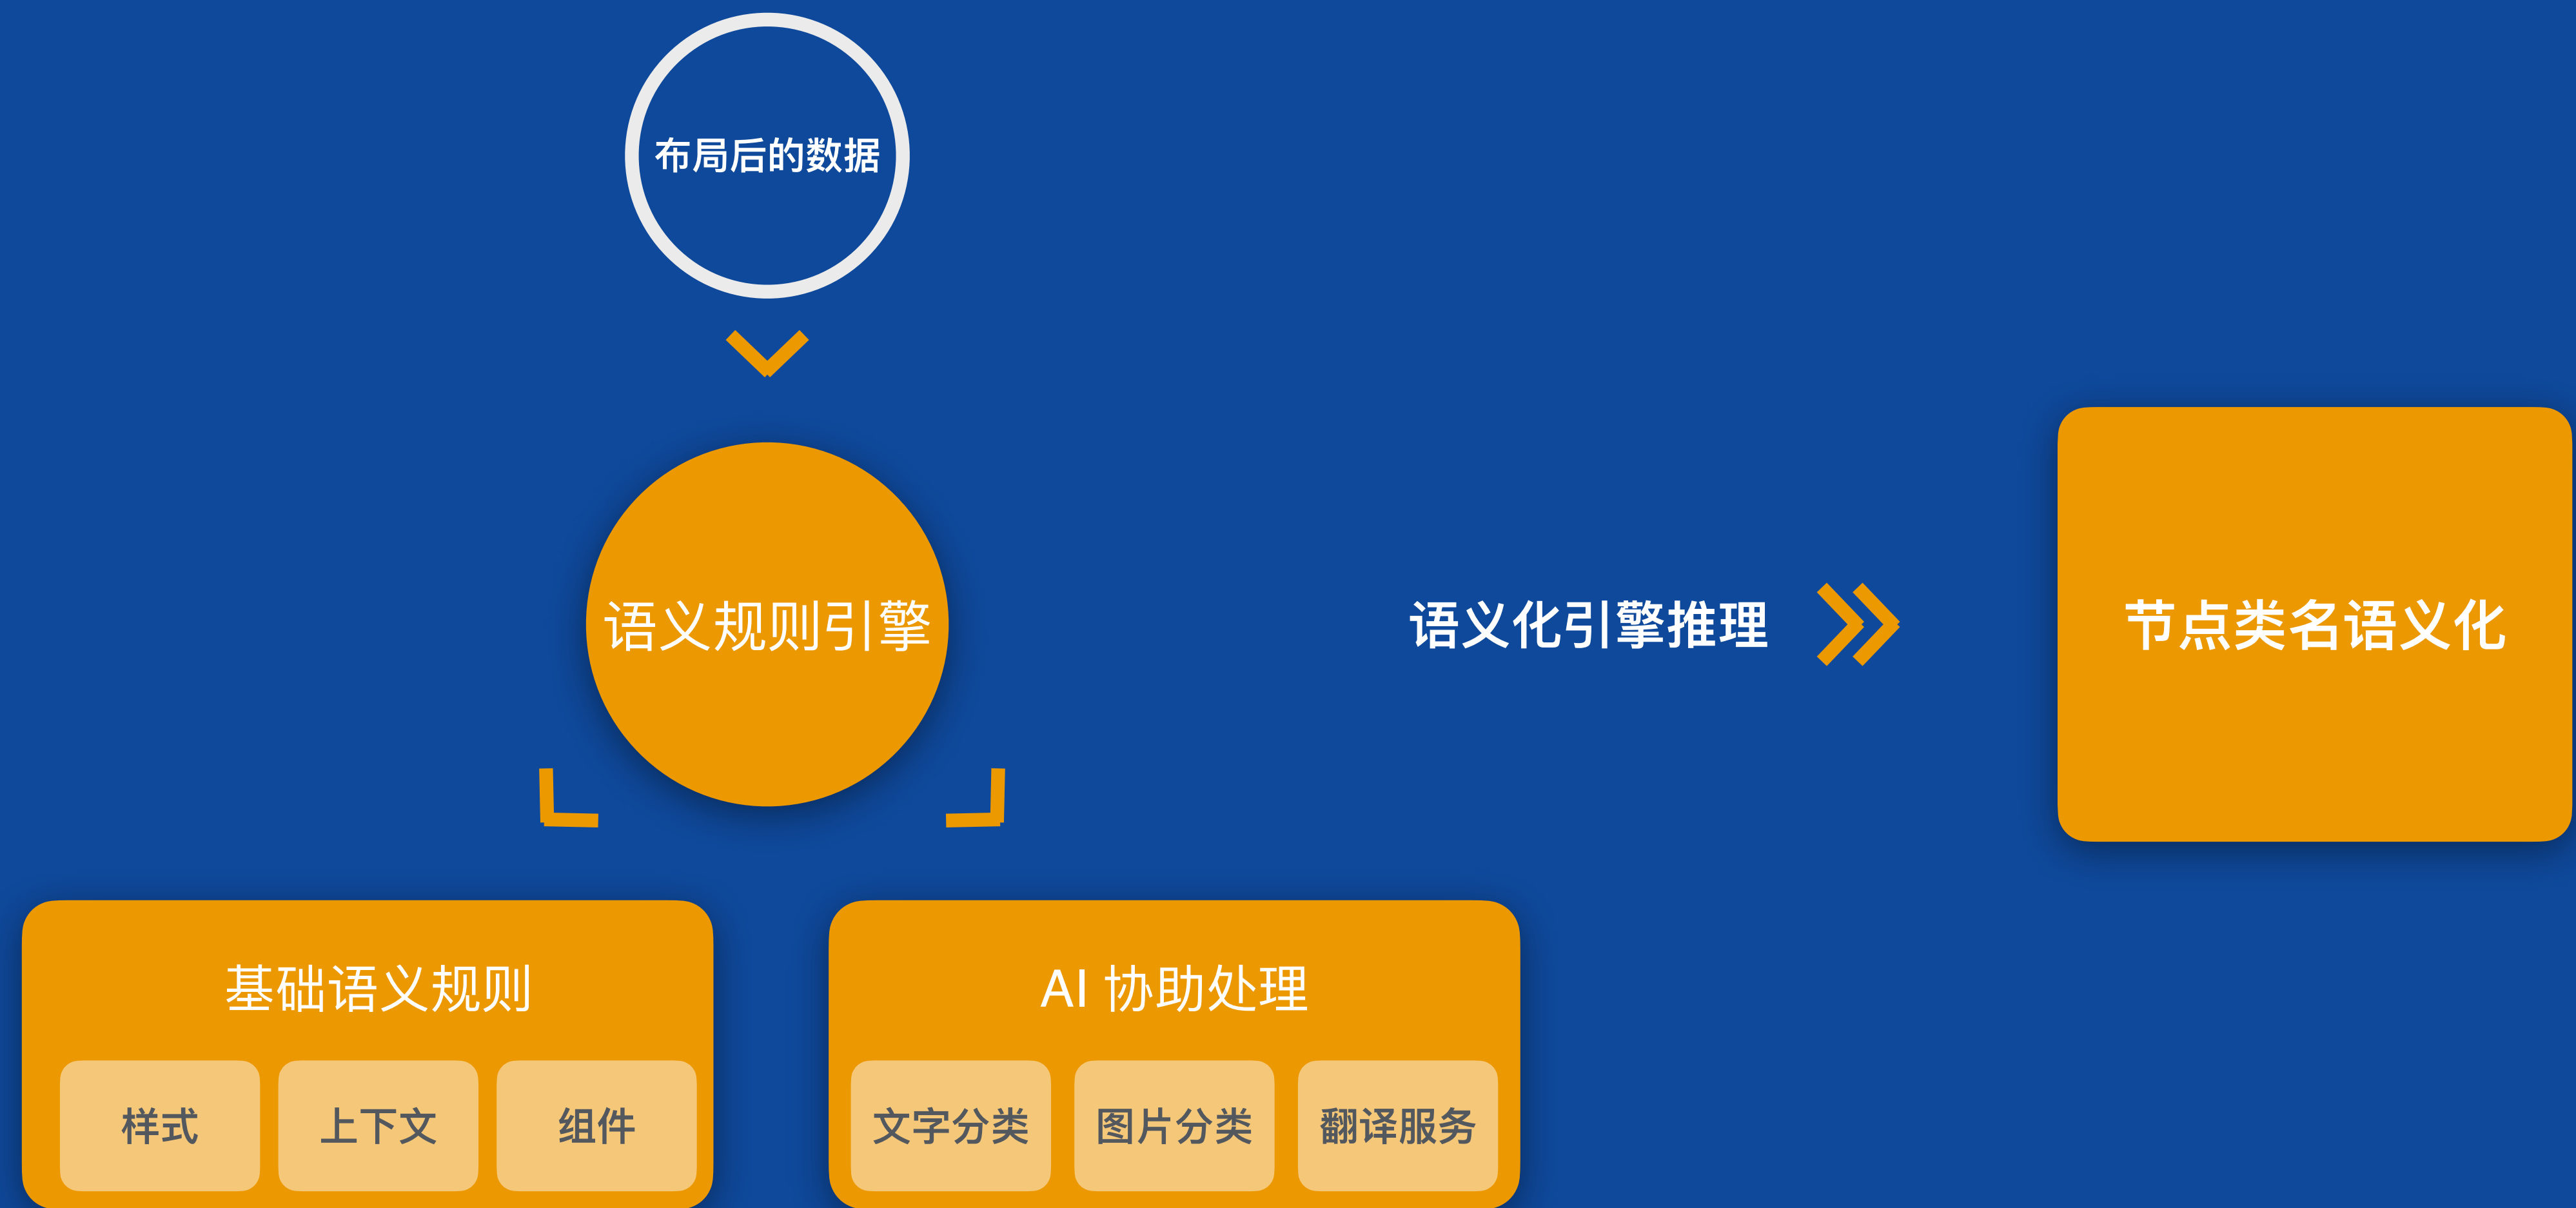 布局后的数据
语义规则引擎
语义化引擎推理
节点类名语义化
基础语义规则
样式
上下文
组件
AI 协助处理
文字分类
图片分类
翻译服务